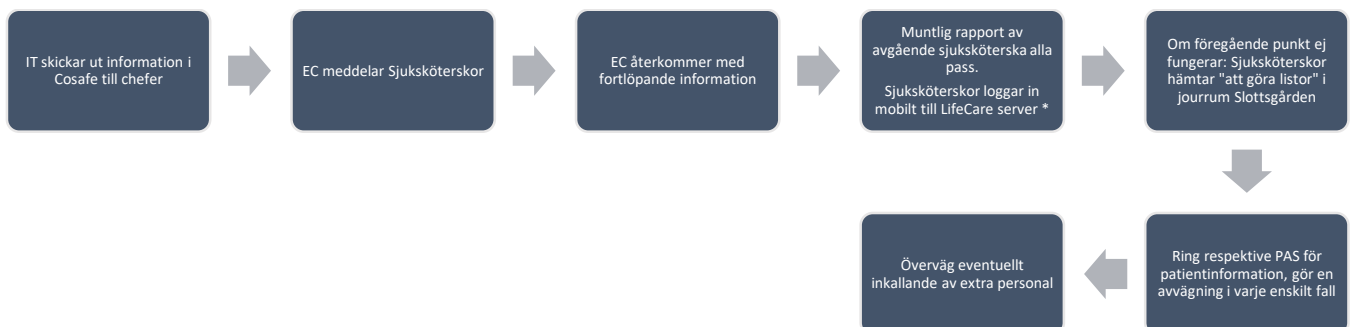 IT skickar ut information i
Cosafe till chefer
EC meddelar Sjuksköterskor
EC återkommer med
fortlöpande information
Muntlig rapport av
avgående sjuksköterska alla
pass.
Sjuksköterskor loggar in
mobilt till LifeCare server *
Om föregående punkt ej
fungerar: Sjuksköterskor
hämtar "att göra listor" i
jourrum Slottsgården
Ring respektive PAS för
patientinformation, gör en
avvägning i varje enskilt fall
Överväg eventuellt
inkallande av extra personal